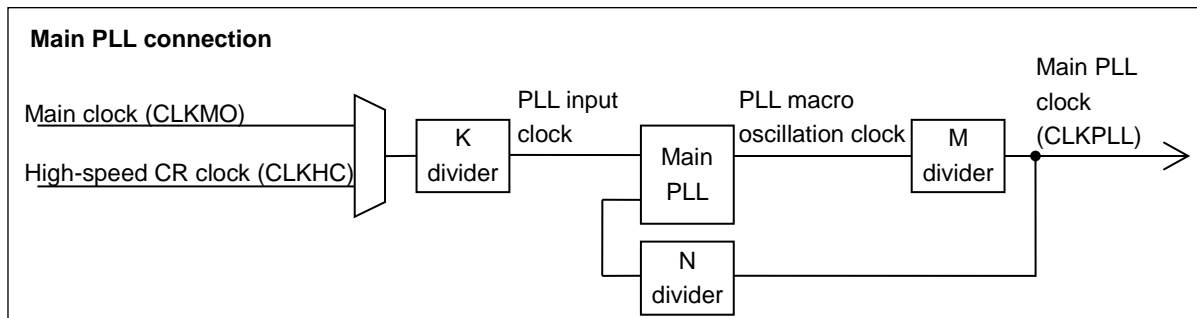 Main PLL connection
Main clock (CLKMO)
High-speed CR clock (CLKHC)
K
divider
PLL input
clock
Main
PLL
N
divider
PLL macro
oscillation clock
M
divider
Main PLL
clock
(CLKPLL)